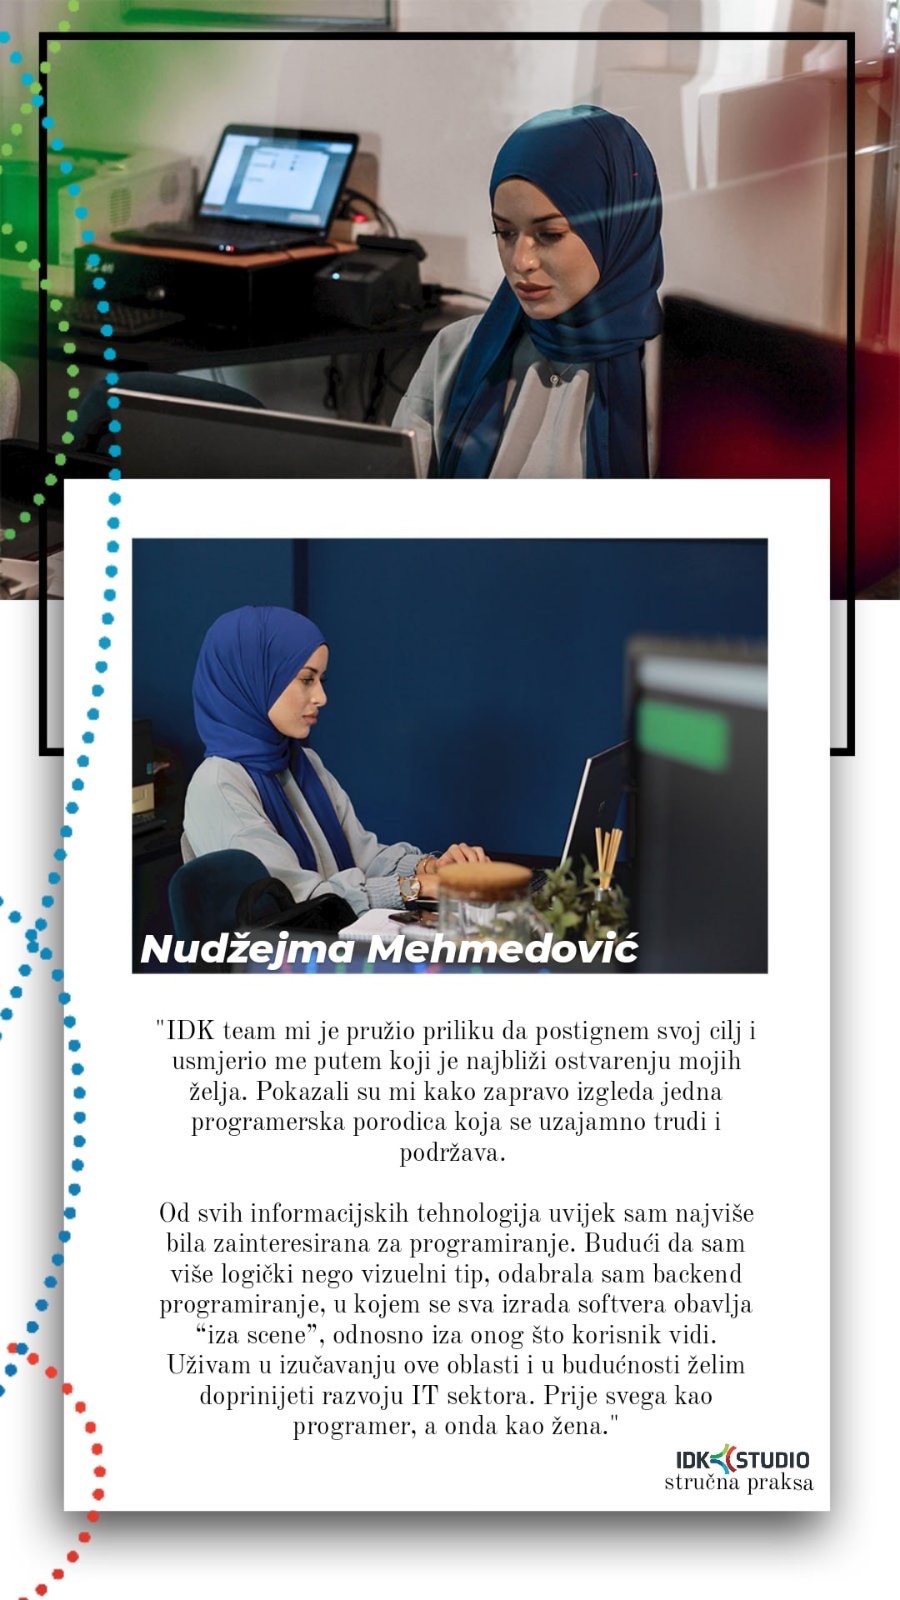 Nudžejma Mehmedović
"IDK team mi je pružio priliku da postignem svoj cilj i
usmjerio me putem koji je najbliži ostvarenju mojih
želja. Pokazali su mi kako zapravo izgleda jedna
programerska porodica koja se uzajamno trudi i
podržava.
Od svih informacijskih tehnologija uvijek sam najviše
bila zainteresirana za programiranje. Budući da sam
više logički nego vizuelni tip, odabrala sam backend
programiranje, u kojem se sva izrada softvera obavlja
“iza scene”, odnosno iza onog što korisnik vidi.
Uživam u izučavanju ove oblasti i u budućnosti želim
doprinijeti razvoju IT sektora. Prije svega kao
programer, a onda kao žena."
IDK STUDIO
stručna praksa